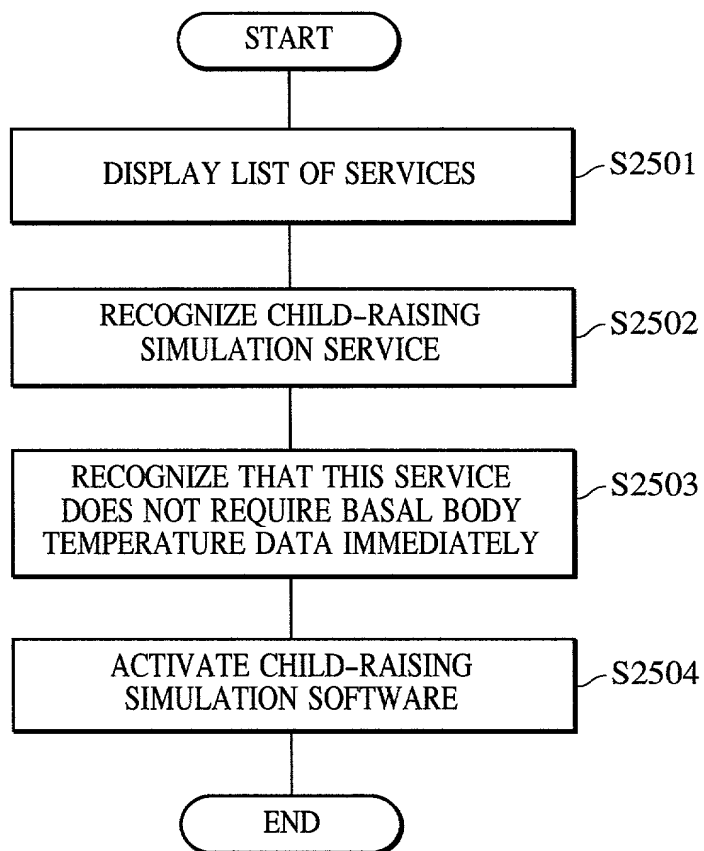 START
DISPLAY LIST OF SERVICES
S2501
RECOGNIZE CHILD-RAISING
SIMULATION SERVICE
S2502
RECOGNIZE THAT THIS SERVICE
DOES NOT REQUIRE BASAL BODY
TEMPERATURE DATA IMMEDIATELY
S2503
ACTIVATE CHILD-RAISING
SIMULATION SOFTWARE
S2504
END